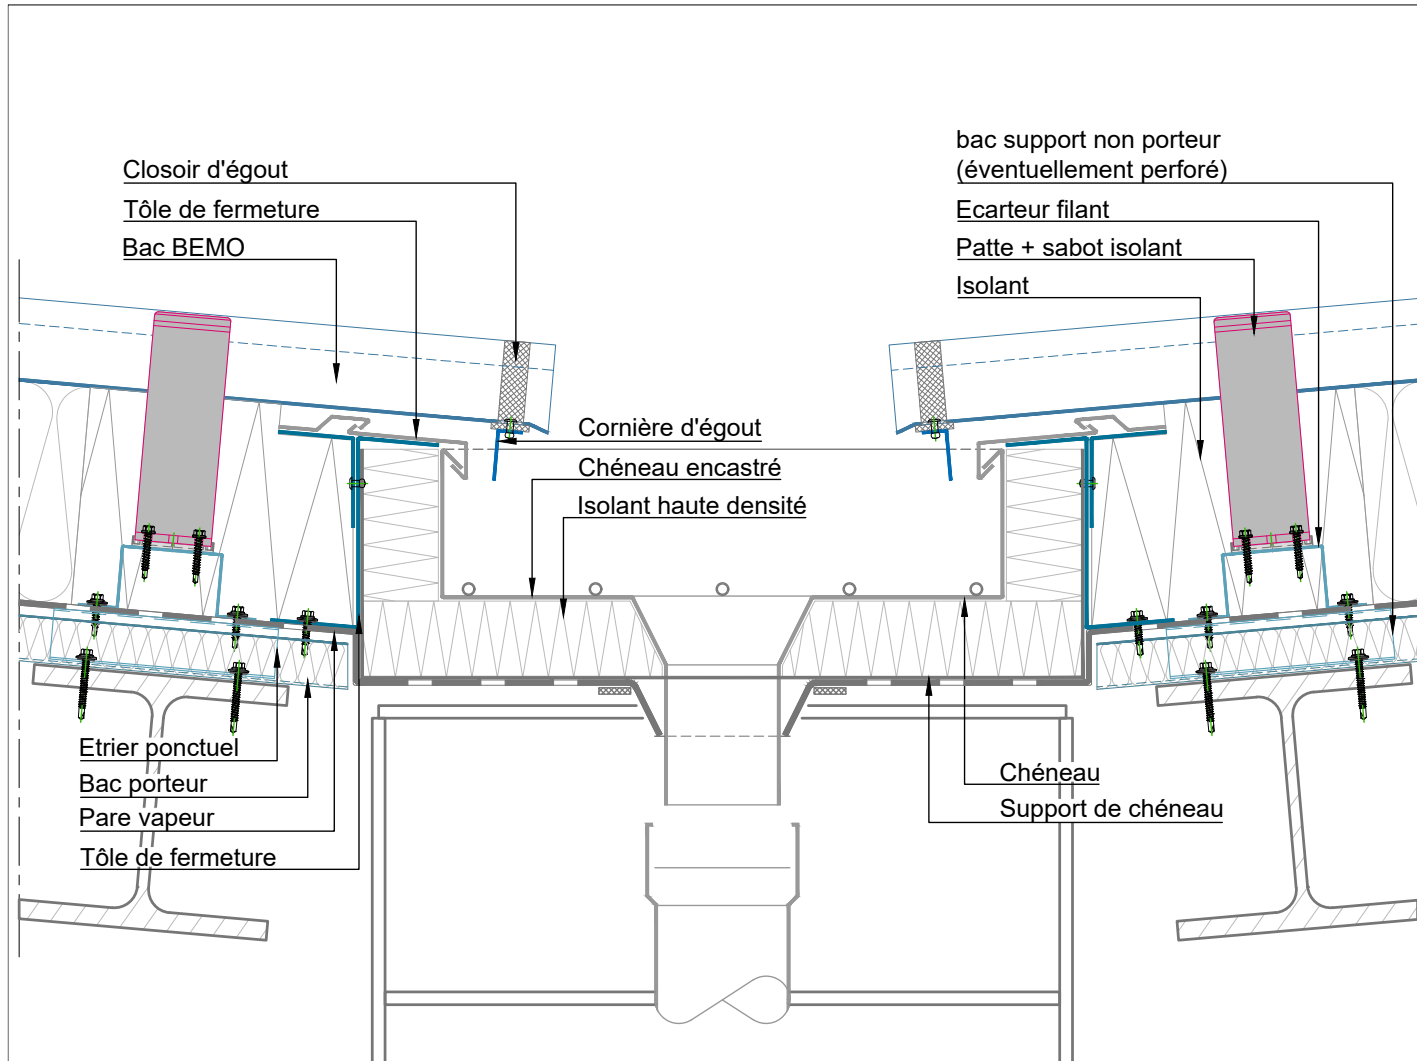 Closoir d'égout
Tôle de fermeture
Bac BEMO
bac support non porteur
(éventuellement perforé)
Ecarteur filant
Patte + sabot isolant
Isolant
Cornière d'égout
Chéneau encastré
Isolant haute densité
Etrier ponctuel
Bac porteur
Pare vapeur
Tôle de fermeture
Chéneau
Support de chéneau